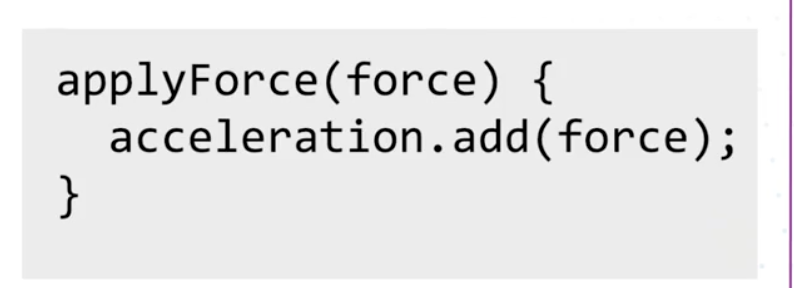 applyForce(force) {
  acceleration.add(force);
}